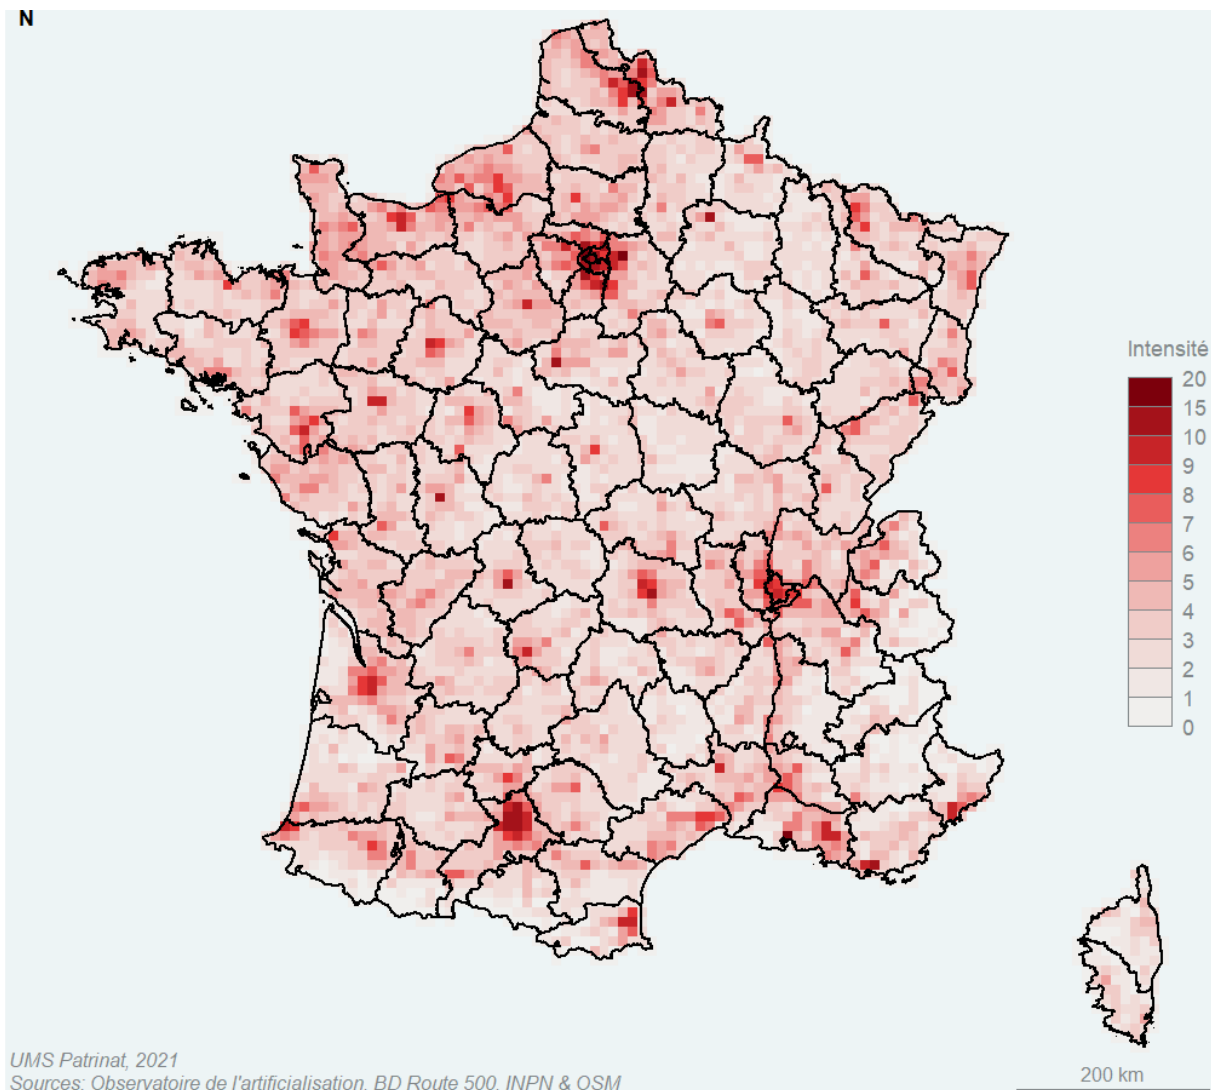 N
Intensité
20
15
10
9
8
7
6
5
4
3
2
1
0
UMS Patrinat, 2021
Sources: Observatoire de l'artificialisation, BD Route 500, INPN & OSM
200 km